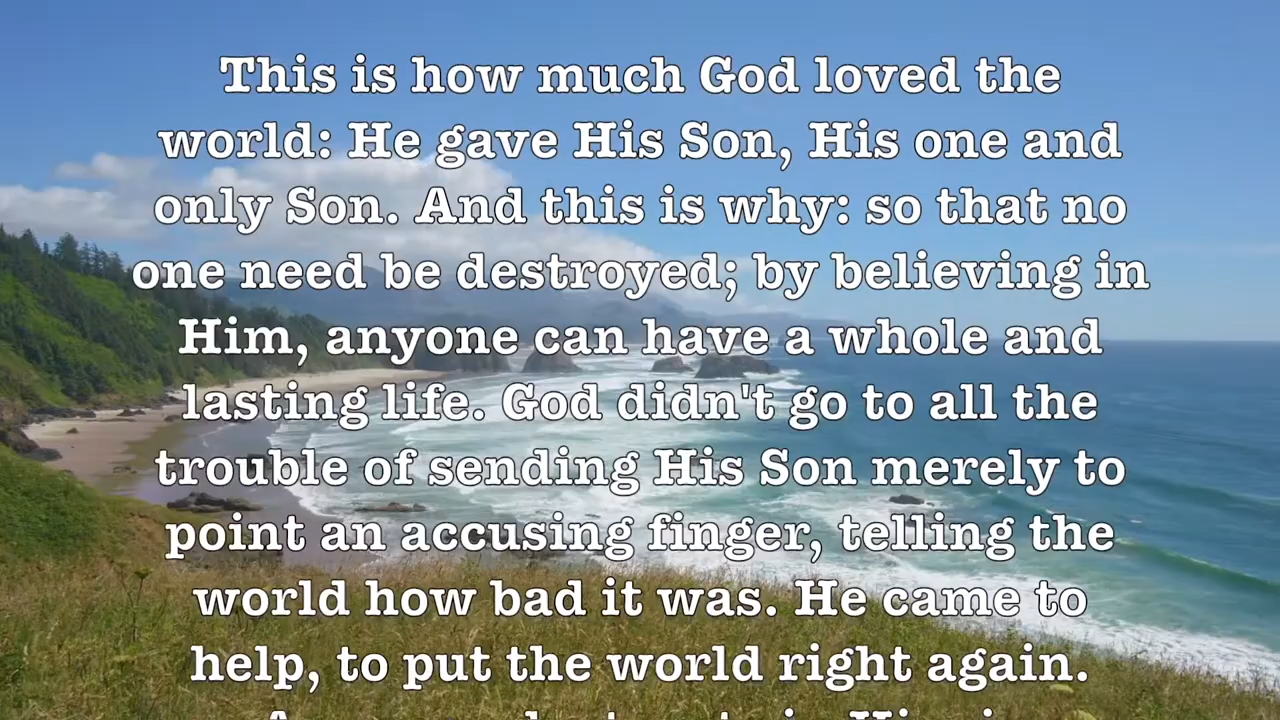 This is how much God loved the
world: He gave His Son, His one and
only Son. And this is why: so that no
one need be destroyed; by believing in
Him, anyone can have a whole and
lasting life. God didn't go to all the
trouble of sending His Son merely to
point an accusing finger, telling the
world how bad it was. He came to
help, to put the world right again.